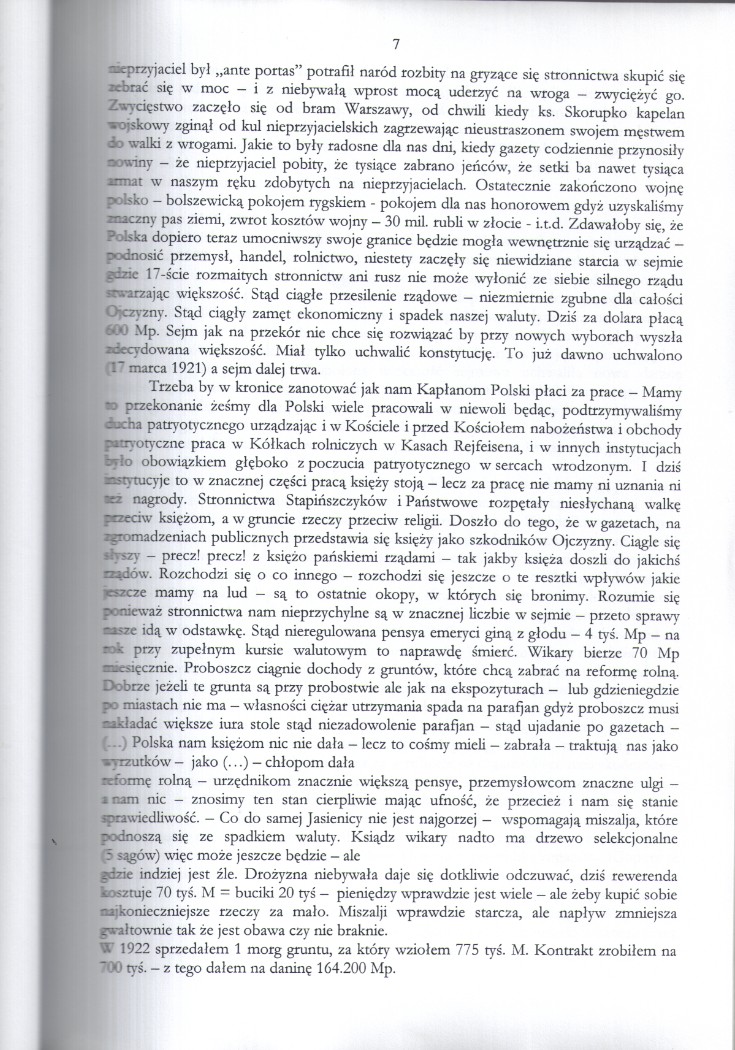 7
nieprzyjaciel był „ante portas” potrafił naród rozbity na gryzące się stronnictwa skupić się
zebrać się w moc – i z niebywałą wprost mocą uderzyć na wroga – zwyciężyć go.
Zwycięstwo zaczęło się od bram Warszawy, od chwili kiedy ks. Skorupko kapelan
wojskowy zginął od kul nieprzyjacielskich zagrzewając nieustraszonem swojem męstwem
do walki z wrogami. Jakie to były radosne dla nas dni, kiedy gazety codziennie przynosiły
nowiny – że nieprzyjaciel pobity, że tysiące zabrano jeńców, że setki ba nawet tysiąca
armat w naszym ręku zdobytych na nieprzyjacielach. Ostatecznie zakończono wojnę
polsko – bolszewicką pokojem rygskiem - pokojem dla nas honorowem gdyż uzyskaliśmy
znaczny pas ziemi, zwrot kosztów wojny – 30 mil. rubli w złocie - i.t.d. Zdawałoby się, że
Polska dopiero teraz umocniwszy swoje granice będzie mogła wewnętrznie się urządzać –
podnosić przemysł, handel, rolnictwo, niestety zaczęły się niewidziane starcia w sejmie
gdzie 17-ście rozmaitych stronnictw ani rusz nie może wyłonić ze siebie silnego rządu
stwarzając większość. Stąd ciągłe przesilenie rządowe – niezmiernie zgubne dla całości
Ojczyzny. Stąd ciągły zamęt ekonomiczny i spadek naszej waluty. Dziś za dolara płacą
600 Mp. Sejm jak na przekór nie chce się rozwiązać by przy nowych wyborach wyszła
zdecydowana większość. Miał tylko uchwalić konstytucję. To już dawno uchwalono
(17 marca 1921) a sejm dalej trwa.
Trzeba by w kronice zanotować jak nam Kapłanom Polski płaci za prace – Mamy
to przekonanie żeśmy dla Polski wiele pracowali w niewoli będąc, podtrzymywaliśmy
ducha patryotycznego urządzając i w Kościele i przed Kościołem nabożeństwa i obchody
patryotyczne praca w Kółkach rolniczych w Kasach Rejfeisena, i w innych instytucjach
było obowiązkiem głęboko z poczucia patryotycznego w sercach wrodzonym. I dziś
instytucyje to w znacznej części pracą księży stoją – lecz za pracę nie mamy ni uznania ni
też nagrody. Stronnictwa Stapińszczyków i Państwowe rozpętały niesłychaną walkę
przeciw księżom, a w gruncie rzeczy przeciw religii. Doszło do tego, że w gazetach, na
zgromadzeniach publicznych przedstawia się księży jako szkodników Ojczyzny. Ciągle się
słyszy – precz! precz! z księżo pańskiemi rządami – tak jakby księża doszli do jakichś
rządów. Rozchodzi się o co innego – rozchodzi się jeszcze o te resztki wpływów jakie
jeszcze mamy na lud – są to ostatnie okopy, w których się bronimy. Rozumie się
ponieważ stronnictwa nam nieprzychylne są w znacznej liczbie w sejmie – przeto sprawy
nasze idą w odstawkę. Stąd nieregulowana pensya emeryci giną z głodu – 4 tyś. Mp – na
rok przy zupełnym kursie walutowym to naprawdę śmierć. Wikary bierze 70 Mp
miesięcznie. Proboszcz ciągnie dochody z gruntów, które chcą zabrać na reformę rolną.
Dobrze jeżeli te grunta są przy probostwie ale jak na ekspozyturach – lub gdzieniegdzie
po miastach nie ma – własności ciężar utrzymania spada na parafjan gdyż proboszcz musi
nakładać większe iura stole stąd niezadowolenie parafjan – stąd ujadanie po gazetach –
(…) Polska nam księżom nic nie dała – lecz to cośmy mieli – zabrała – traktują nas jako
wyrzutków – jako (…) – chłopom dała
reformę rolną – urzędnikom znacznie większą pensye, przemysłowcom znaczne ulgi –
a nam nic – znosimy ten stan cierpliwie mając ufność, że przecież i nam się stanie
sprawiedliwość. – Co do samej Jasienicy nie jest najgorzej – wspomagają miszalja, które
podnoszą się ze spadkiem waluty. Ksiądz wikary nadto ma drzewo selekcjonalne
(5 sągów) więc może jeszcze będzie – ale
gdzie indziej jest źle. Drożyzna niebywała daje się dotkliwie odczuwać, dziś rewerenda
kosztuje 70 tyś. M = buciki 20 tyś – pieniędzy wprawdzie jest wiele – ale żeby kupić sobie
najkonieczniejsze rzeczy za mało. Miszalji wprawdzie starcza, ale napływ zmniejsza
gwałtownie tak że jest obawa czy nie braknie.
W 1922 sprzedałem 1 morg gruntu, za który wziołem 775 tyś. M. Kontrakt zrobiłem na
700 tyś. – z tego dałem na daninę 164.200 Mp.